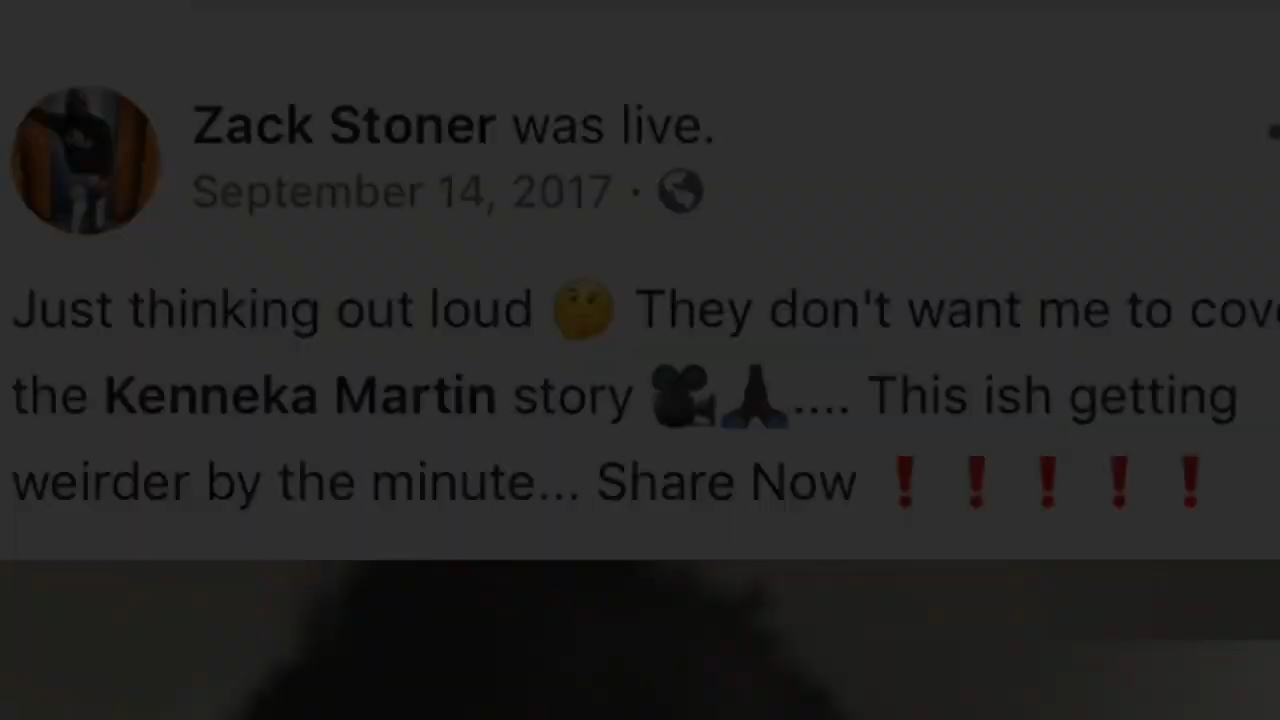 Zack Stoner was live.
September 14, 2017 ·
Just thinking out loud 🤔 They don't want me to
the Kenneka Martin story 🎥🙏🏿.... This ish getting
weirder by the minute... Share Now ❗❗❗❗❗